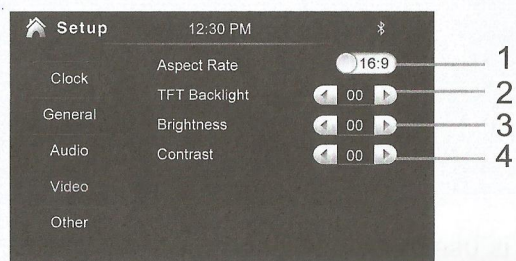 Setup 12:30 PM
Clock
General
Audio
Video
Other
Aspect Rate 16:9 1
TFT Backlight 00 2
Brightness 00 3
Contrast 00 4